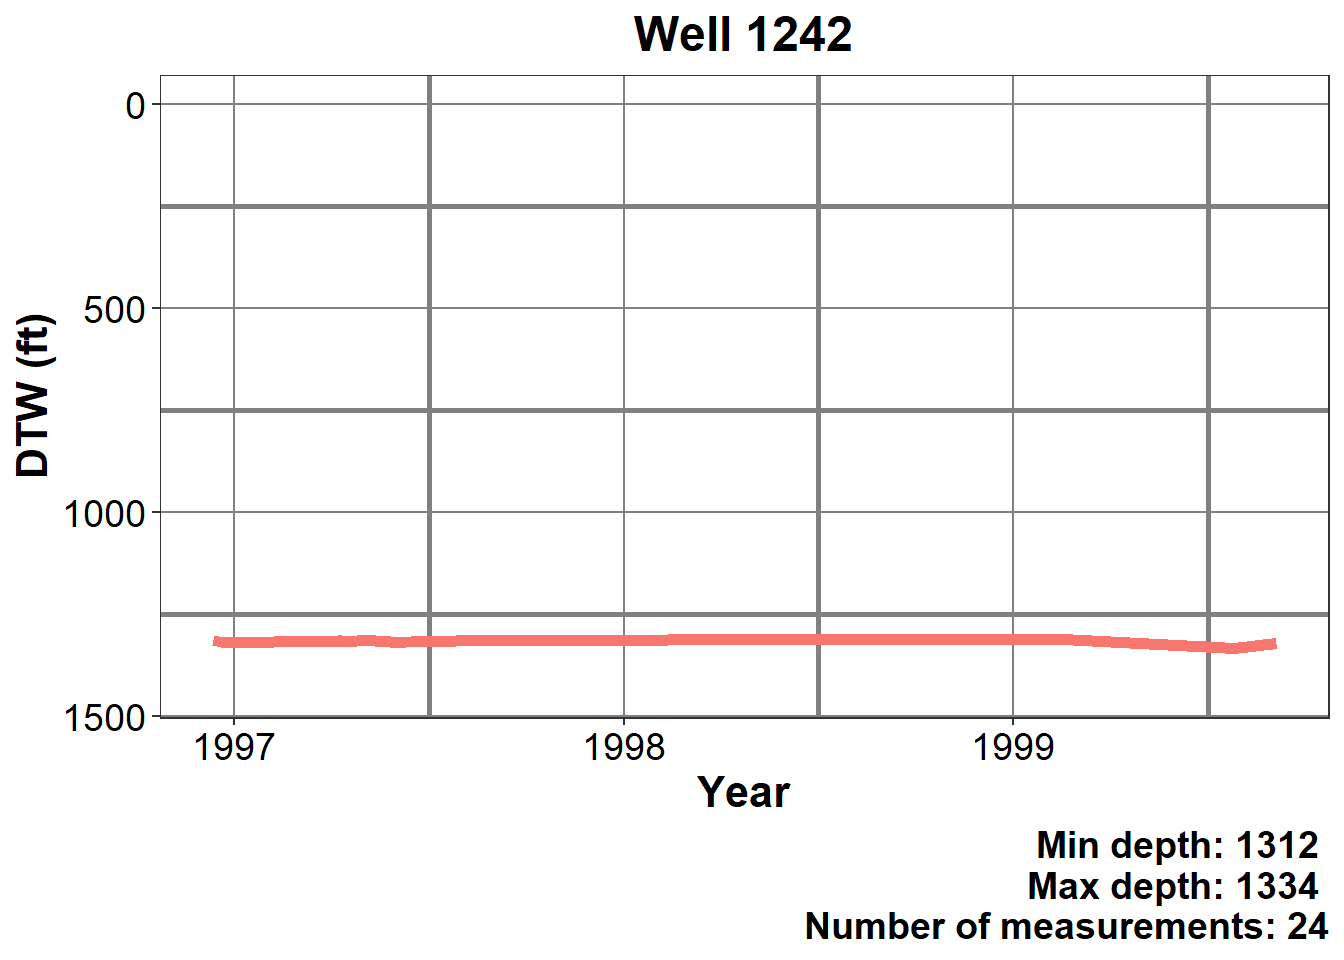 Well 1242
0
500
1000
1500
DTW (ft)
1997 1998 1999
Year
Min depth: 1312
Max depth: 1334
Number of measurements: 24